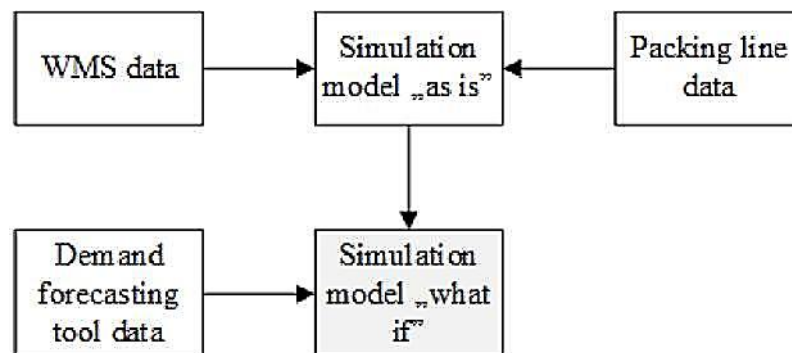 WMS data
Simulation
model „as is”
Packing line
data
Demand
forecasting
tool data
Simulation
model „what
if”